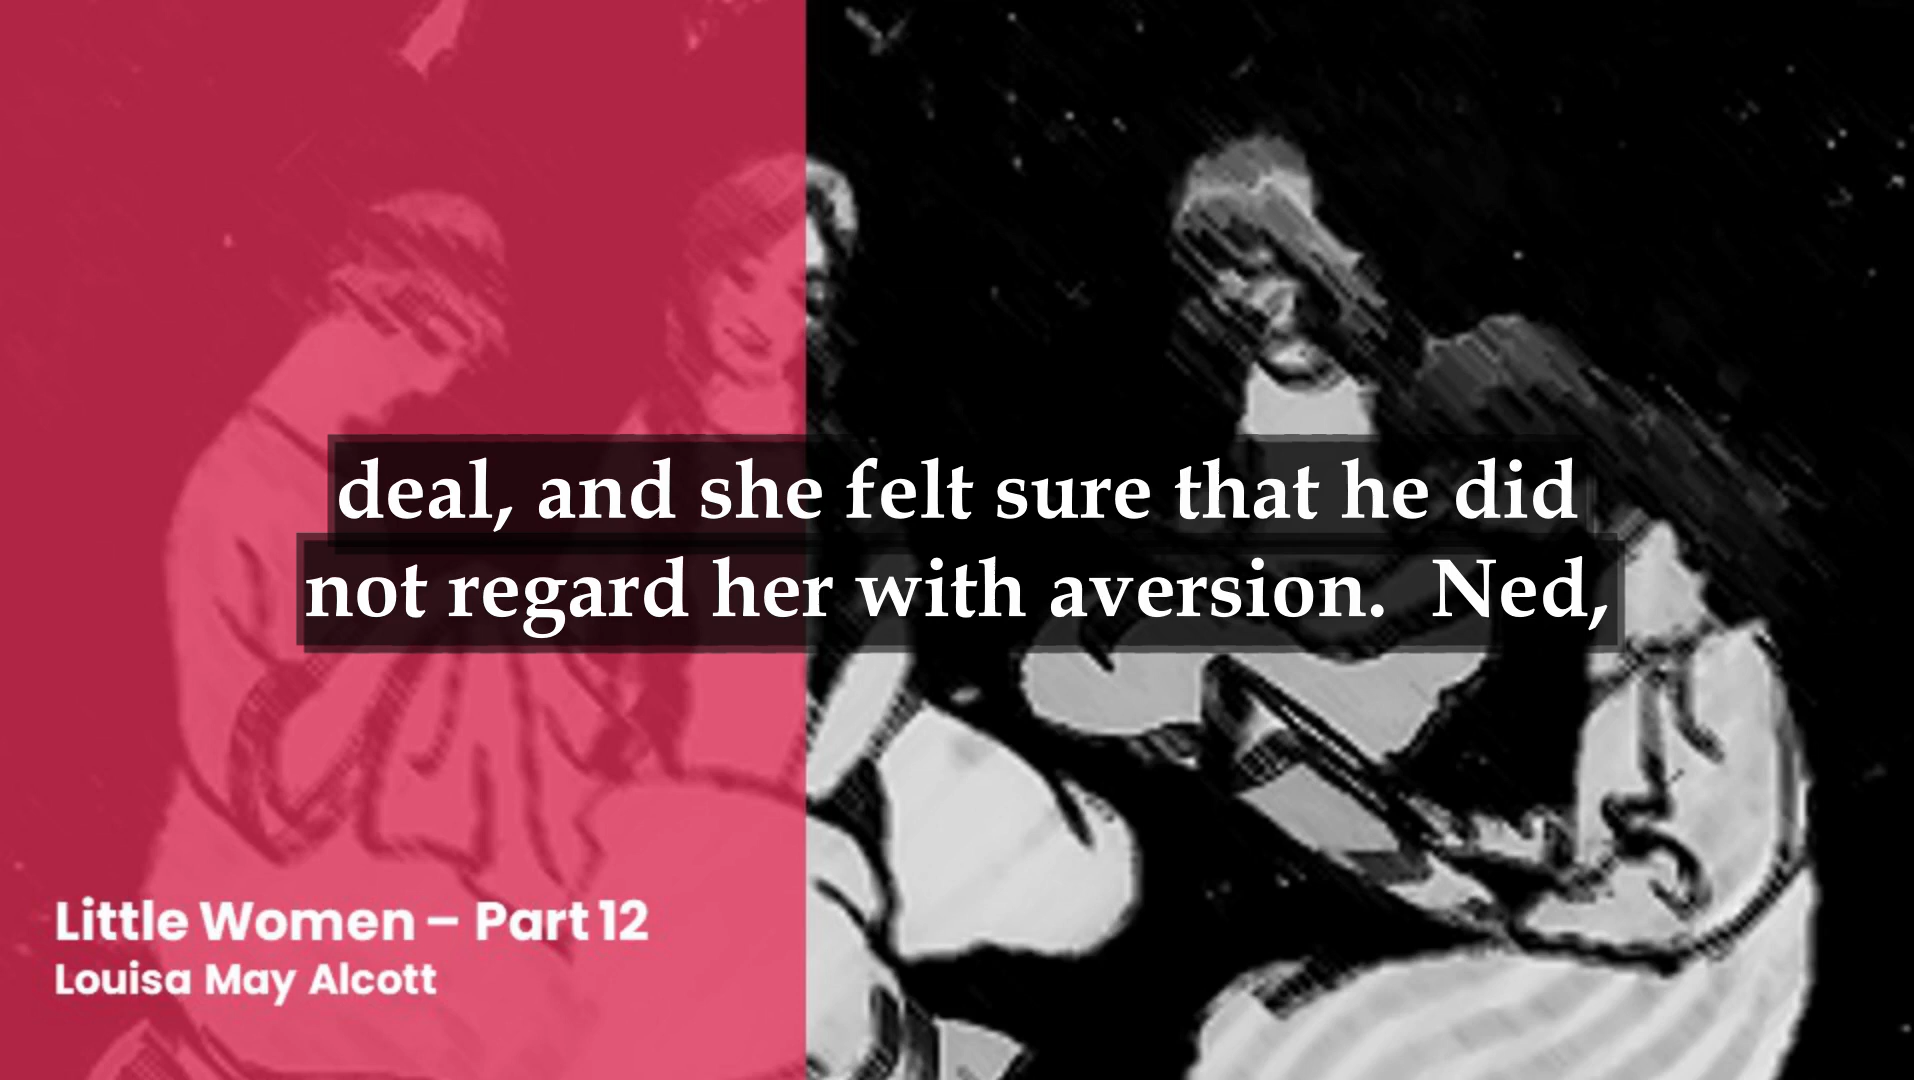 deal, and she felt sure that he did
not regard her with aversion.  Ned,
Little Women – Part 12
Louisa May Alcott